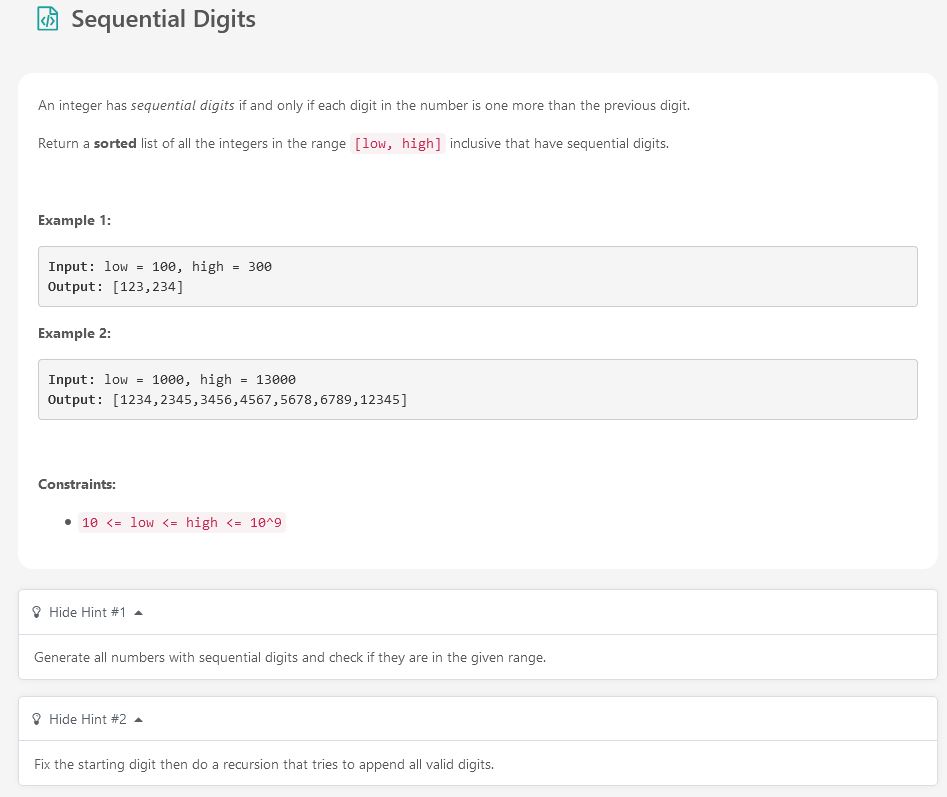 Sequential Digits
An integer has sequential digits if and only if each digit in the number is one more than the previous digit.
Return a sorted list of all the integers in the range [low, high] inclusive that have sequential digits.
Example 1:
Input: low = 100, high = 300
Output: [123,234]
Example 2:
Input: low = 1000, high = 13000
Output: [1234,2345,3456,4567,5678,6789,12345]
Constraints:
• 10 <= low <= high <= 10^9
Hide Hint #1
Generate all numbers with sequential digits and check if they are in the given range.
Hide Hint #2
Fix the starting digit then do a recursion that tries to append all valid digits.